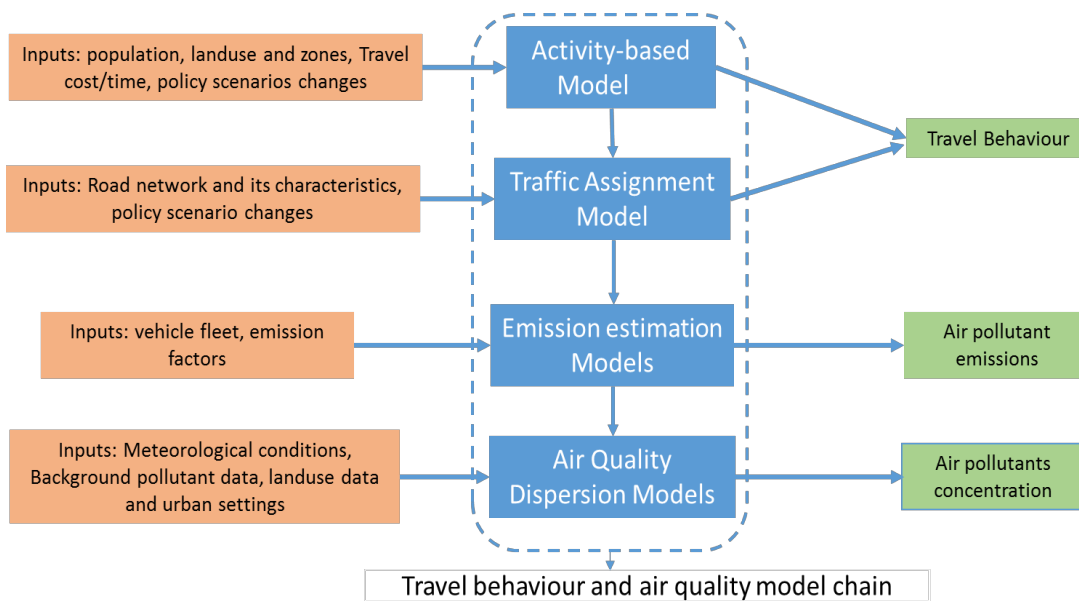 Inputs: population, landuse and zones, Travel
cost/time, policy scenarios changes
Activity-based
Model
Travel Behaviour
Inputs: Road network and its characteristics,
policy scenario changes
Traffic Assignment
Model
Inputs: vehicle fleet, emission
factors
Emission estimation
Models
Air pollutant
emissions
Inputs: Meteorological conditions,
Background pollutant data, landuse data
and urban settings
Air Quality
Dispersion Models
Air pollutants
concentration
Travel behaviour and air quality model chain